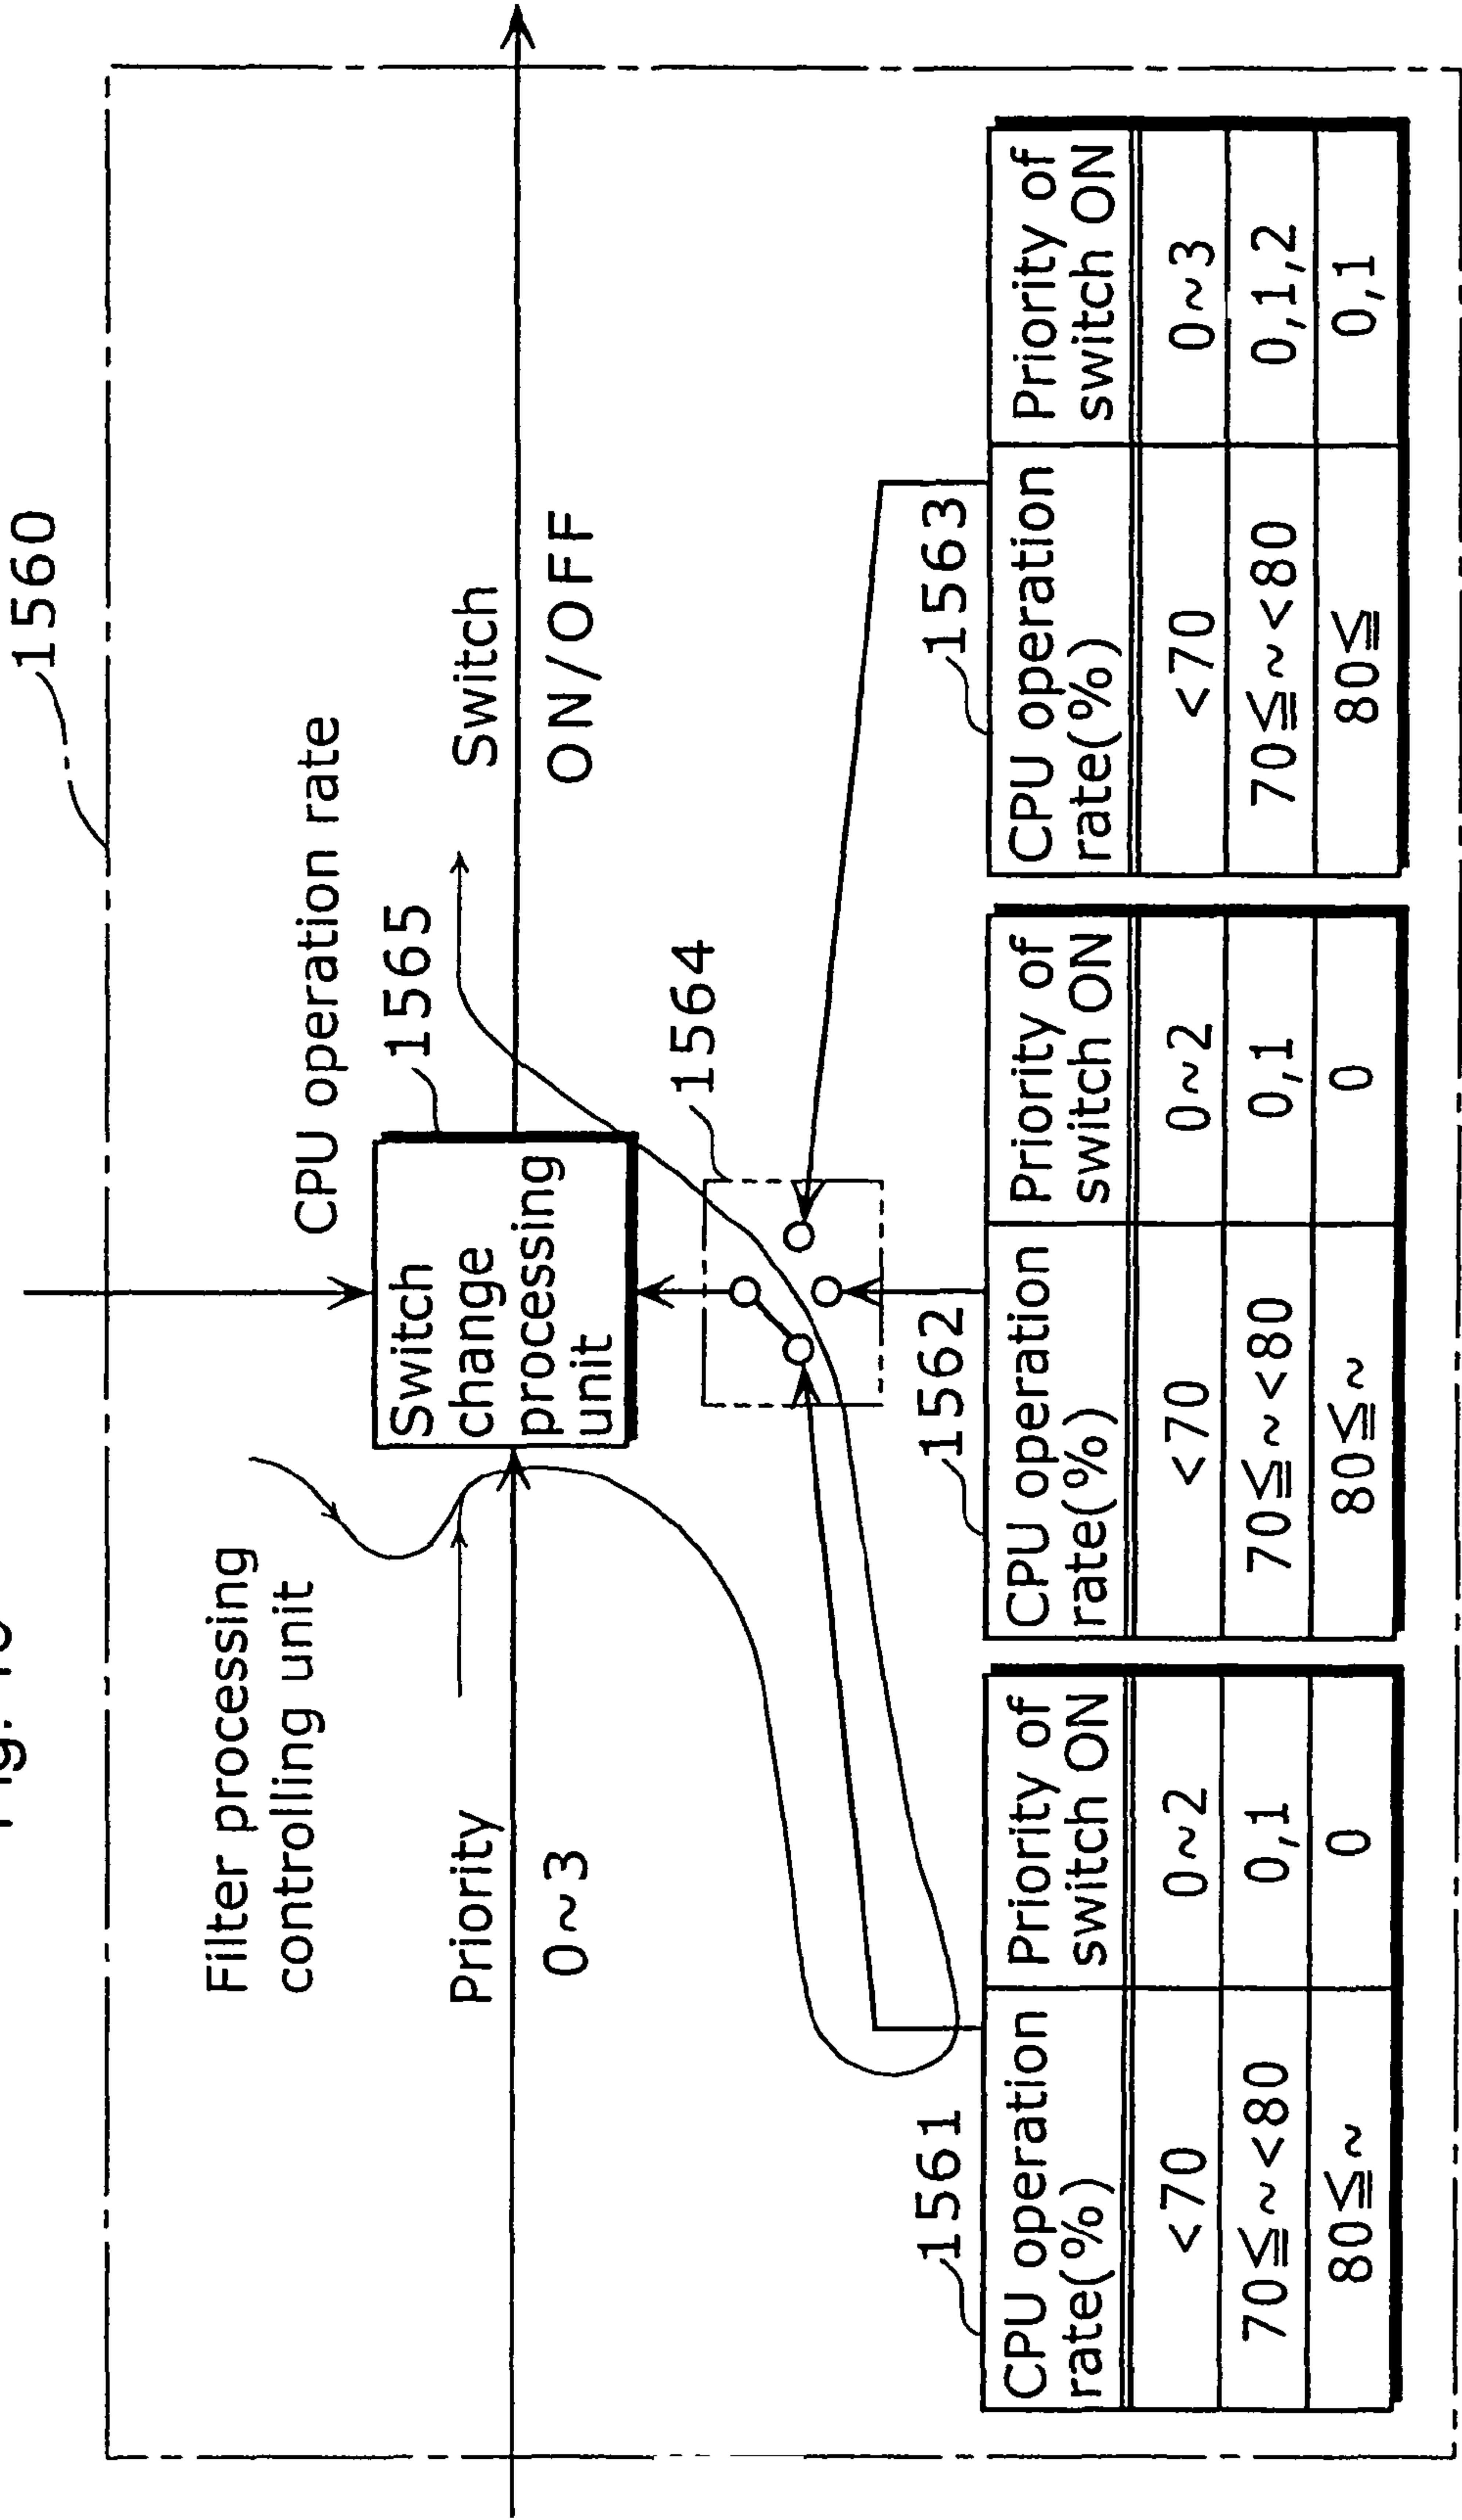 1560
CPU operation rate
Filter processing
controlling unit
1565
Switch
change
processing
unit
Priority
0~3
Switch
ON/OFF
1564
1561
CPU operation
rate(%)
Priority of
switch ON
<70
0~2
70≦~<80
0,1
80≦~
0
1562
CPU operation
rate(%)
Priority of
switch ON
<70
0~2
70≦~<80
0,1
80≦~
0
1563
CPU operation
rate(%)
Priority of
switch ON
<70
0~3
70≦~<80
0,1,2
80≦
0,1